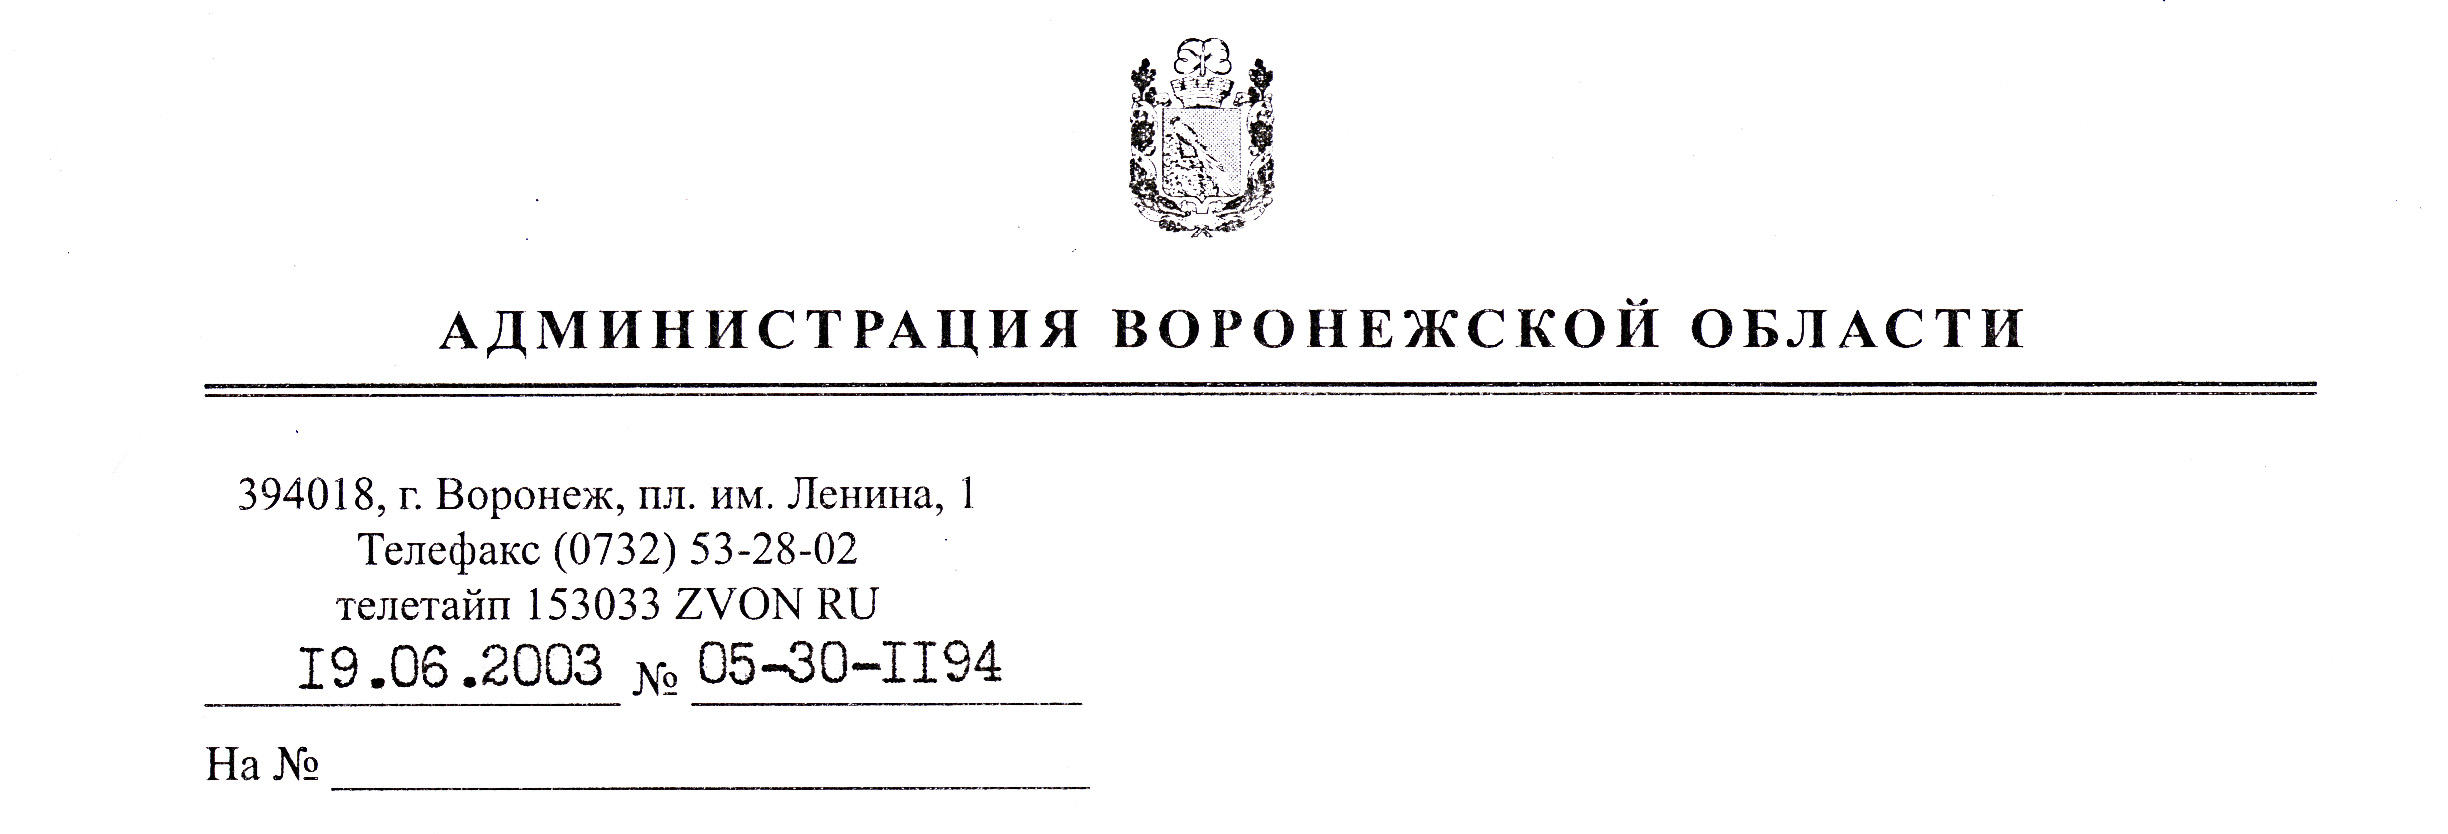 АДМИНИСТРАЦИЯ ВОРОНЕЖСКОЙ ОБЛАСТИ
394018, г. Воронеж, пл. им. Ленина, 1
Телефакс (0732) 53-28-02
телетайп 153033 ZVON RU
I9.06.2003 № 05-30-II94
На №